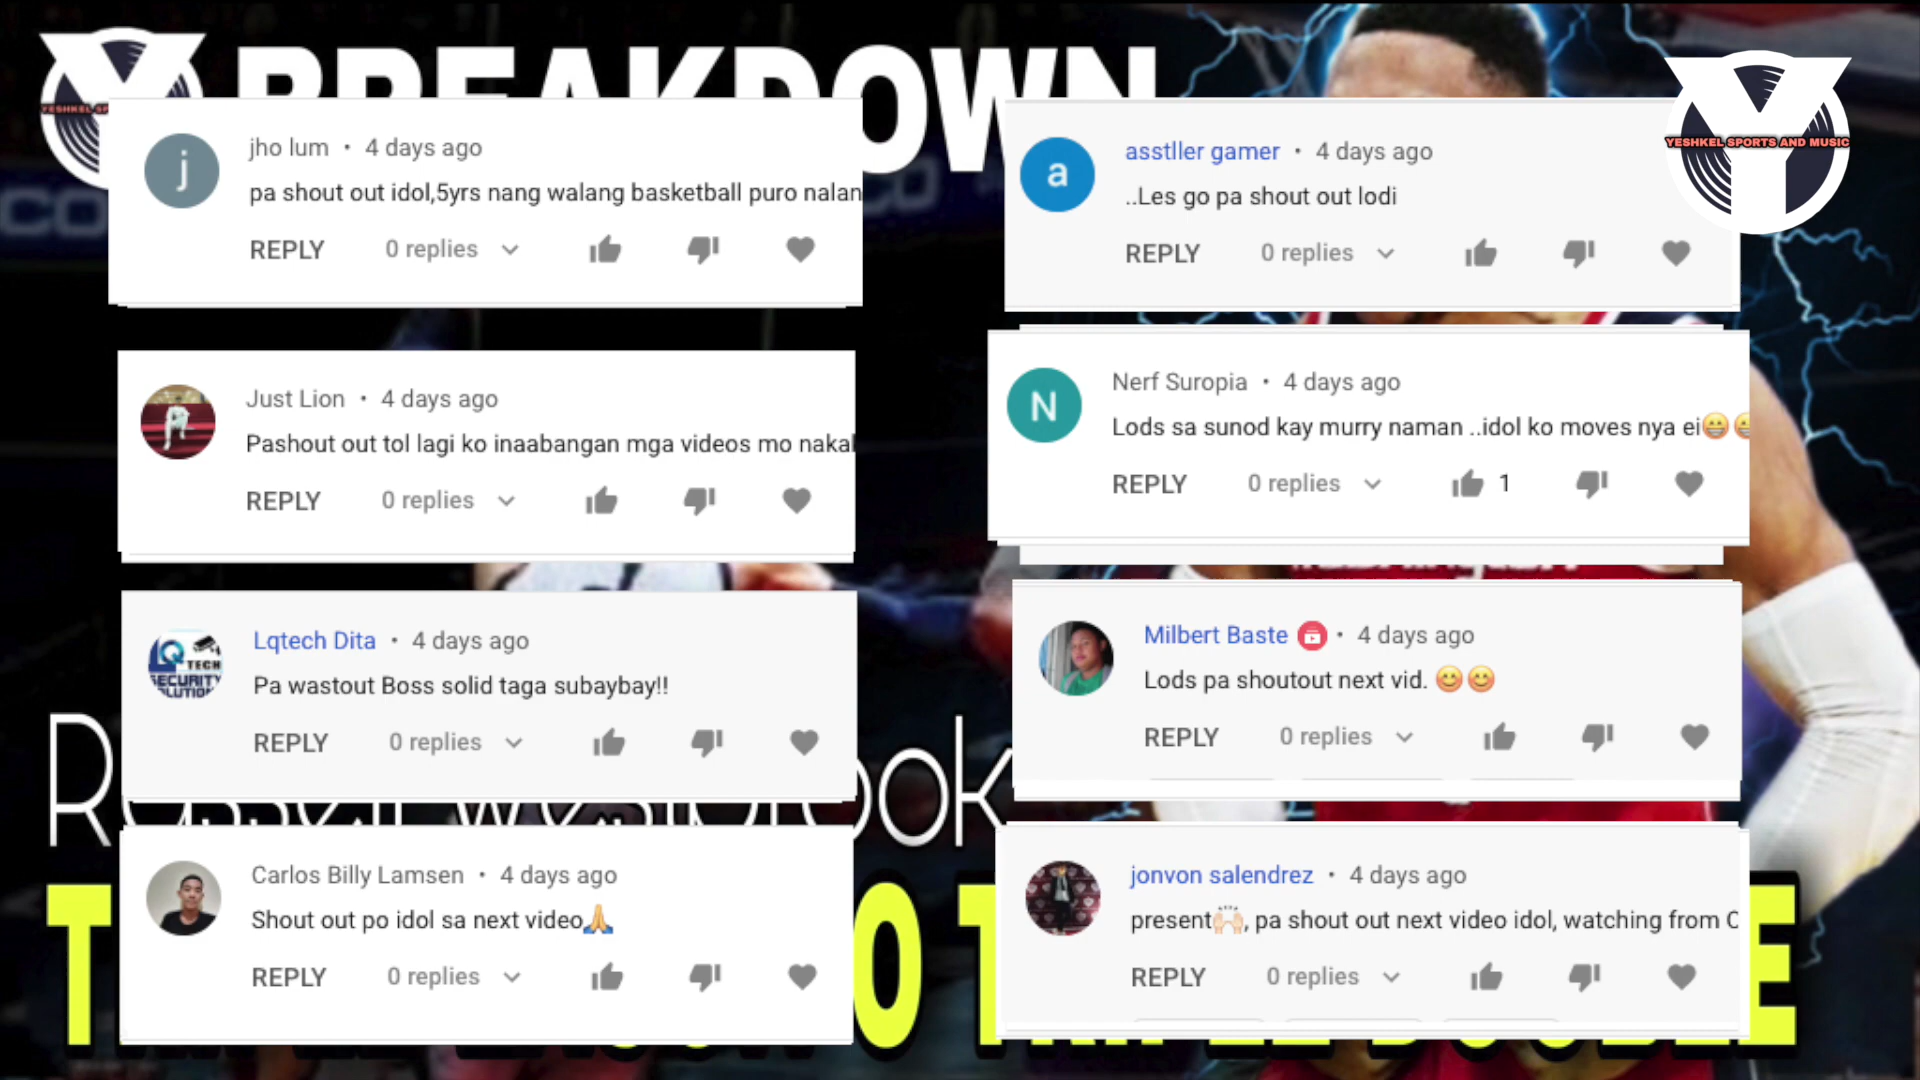 BREAKDOWN
YESHKEL SPORTS AND MUSIC
jho lum • 4 days ago
pa shout out idol,5yrs nang walang basketball puro nalan
REPLY 0 replies
asstller gamer • 4 days ago
..Les go pa shout out lodi
REPLY 0 replies
Just Lion • 4 days ago
Pashout out tol lagi ko inaabangan mga videos mo nakal
REPLY 0 replies
Nerf Suropia • 4 days ago
Lods sa sunod kay murry naman ..idol ko moves nya ei😁
REPLY 0 replies 1
Lqtech Dita • 4 days ago
LQ TECH
SECURITY
Pa wastout Boss solid taga subaybay!!
REPLY 0 replies
Milbert Baste • 4 days ago
Lods pa shoutout next vid. 😊😊
REPLY 0 replies
Russell Westbrook
Carlos Billy Lamsen • 4 days ago
Shout out po idol sa next video🙏
REPLY 0 replies
jonvon salendrez • 4 days ago
present🙌🏻, pa shout out next video idol, watching from
REPLY 0 replies